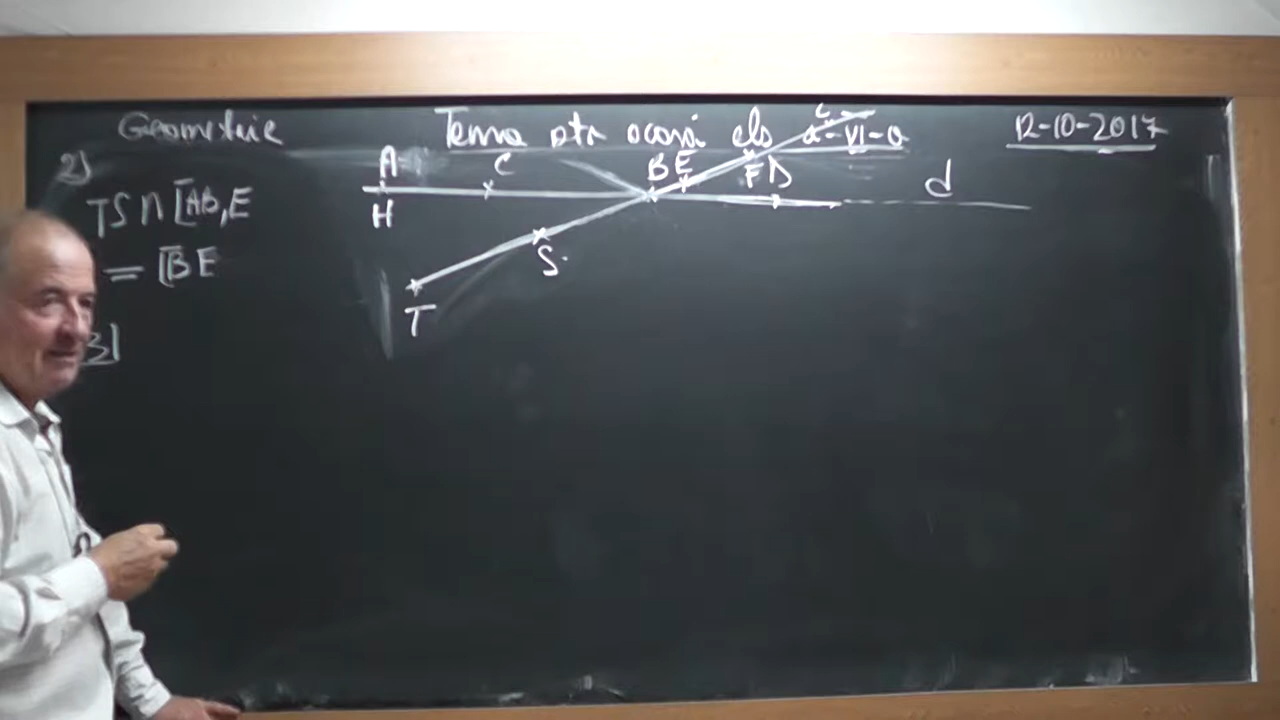 Geometrie Tema ptr acasă cls a-VI-a 12-10-2017
2)
TS ∩ [AB,E
= [BE
3)
A C B E F D L d
H
S
T